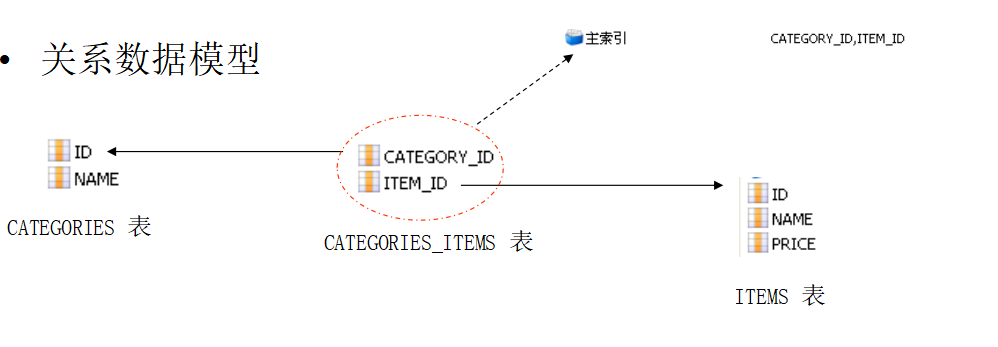 • 关系数据模型
主索引
CATEGORY_ID,ITEM_ID
ID
NAME
CATEGORIES 表
CATEGORY_ID
ITEM_ID
CATEGORIES_ITEMS 表
ID
NAME
PRICE
ITEMS 表